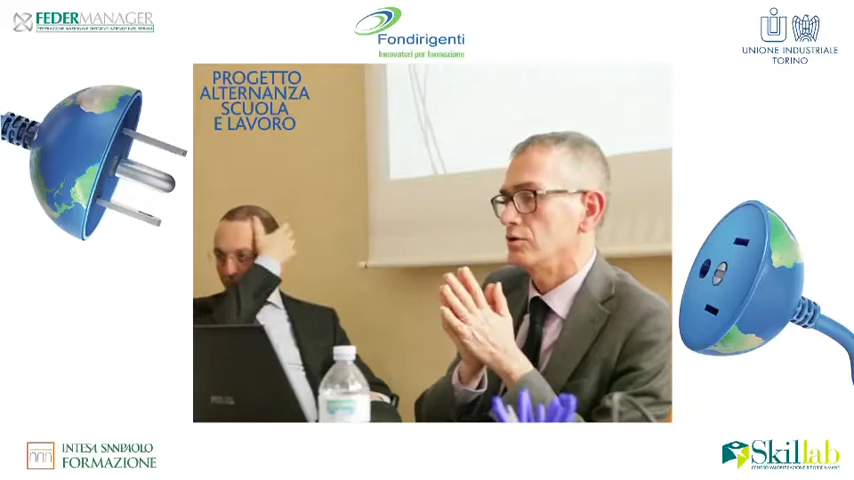 FEDERMANAGER
Fondirigenti
Innovatori per formazione
UNIONE INDUSTRIALE
TORINO
PROGETTO
ALTERNANZA
SCUOLA
E LAVORO
INTESA SANPAOLO
FORMAZIONE
Skillab